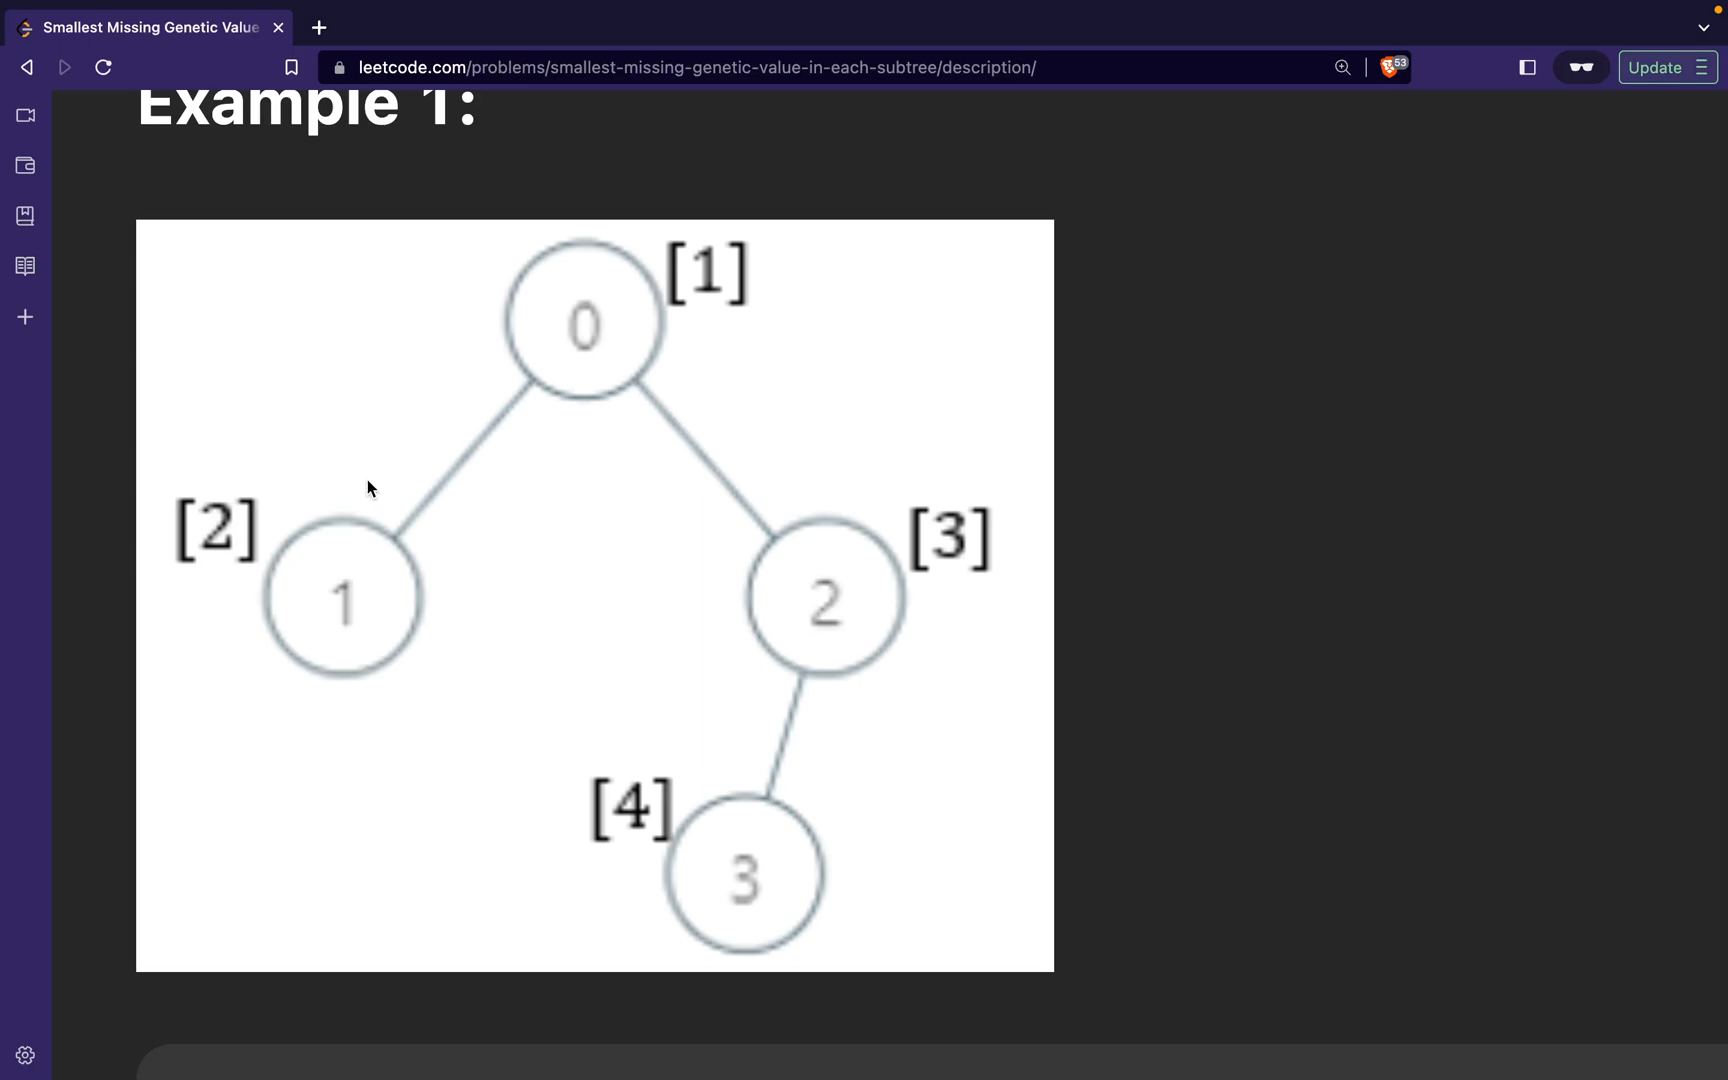 Smallest Missing Genetic Value
leetcode.com/problems/smallest-missing-genetic-value-in-each-subtree/description/
53
Update
Example 1:
0
[1]
[2]
1
[3]
2
[4]
3